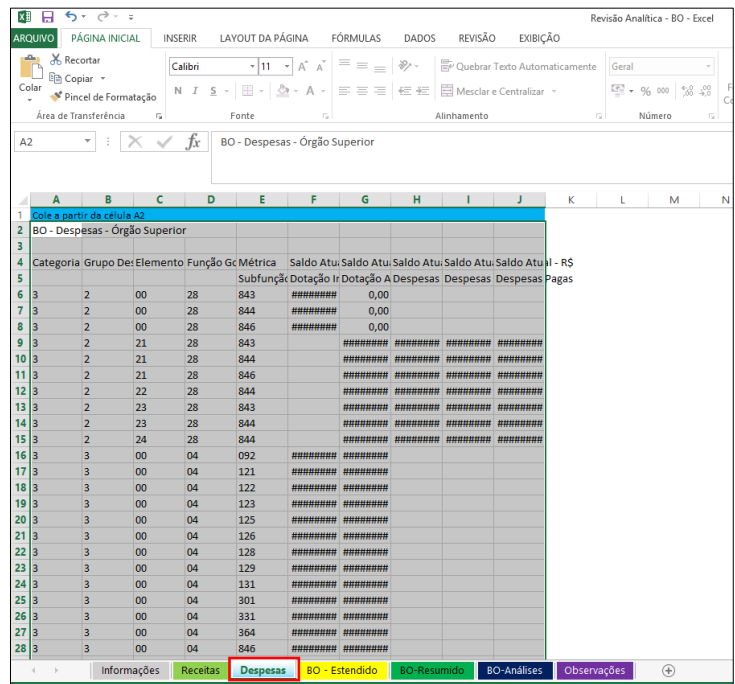 Revisão Analítica - BO - Excel
ARQUIVO PÁGINA INICIAL INSERIR LAYOUT DA PÁGINA FÓRMULAS DADOS REVISÃO EXIBIÇÃO
Recortar
Copiar
Pincel de Formatação
Colar
Calibri 11 A A
N I S A
Quebrar Texto Automaticamente
Mesclar e Centralizar
Geral
% 000
Área de Transferência Fonte Alinhamento Número
A2 fx BO - Despesas - Órgão Superior
A B C D E F G H I J K L M N
1 Cole a partir da célula A2
2 BO - Despesas - Órgão Superior
3
4 Categoria Grupo Des Elemento Função Go Métrica Saldo Atua Saldo Atua Saldo Atua Saldo Atua Saldo Atual - R$
5 Subfunção Dotação In Dotação A Despesas Despesas Despesas Pagas
6 3 2 00 28 843 ######## 0,00
7 3 2 00 28 844 ######## 0,00
8 3 2 00 28 846 ######## 0,00
9 3 2 21 28 843 ######## ######## ######## ########
10 3 2 21 28 844 ######## ######## ######## ########
11 3 2 21 28 846 ######## ######## ######## ########
12 3 2 22 28 844 ######## ######## ######## ########
13 3 2 23 28 843 ######## ######## ######## ########
14 3 2 23 28 844 ######## ######## ######## ########
15 3 2 24 28 844 ######## ######## ######## ########
16 3 3 00 04 092 ######## ########
17 3 3 00 04 121 ######## ########
18 3 3 00 04 122 ######## ########
19 3 3 00 04 123 ######## ########
20 3 3 00 04 125 ######## ########
21 3 3 00 04 126 ######## ########
22 3 3 00 04 128 ######## ########
23 3 3 00 04 129 ######## ########
24 3 3 00 04 131 ######## ########
25 3 3 00 04 301 ######## ########
26 3 3 00 04 331 ######## ########
27 3 3 00 04 364 ######## ########
28 3 3 00 04 846 ######## ########
Informações Receitas Despesas BO - Estendido BO-Resumido BO-Análises Observações